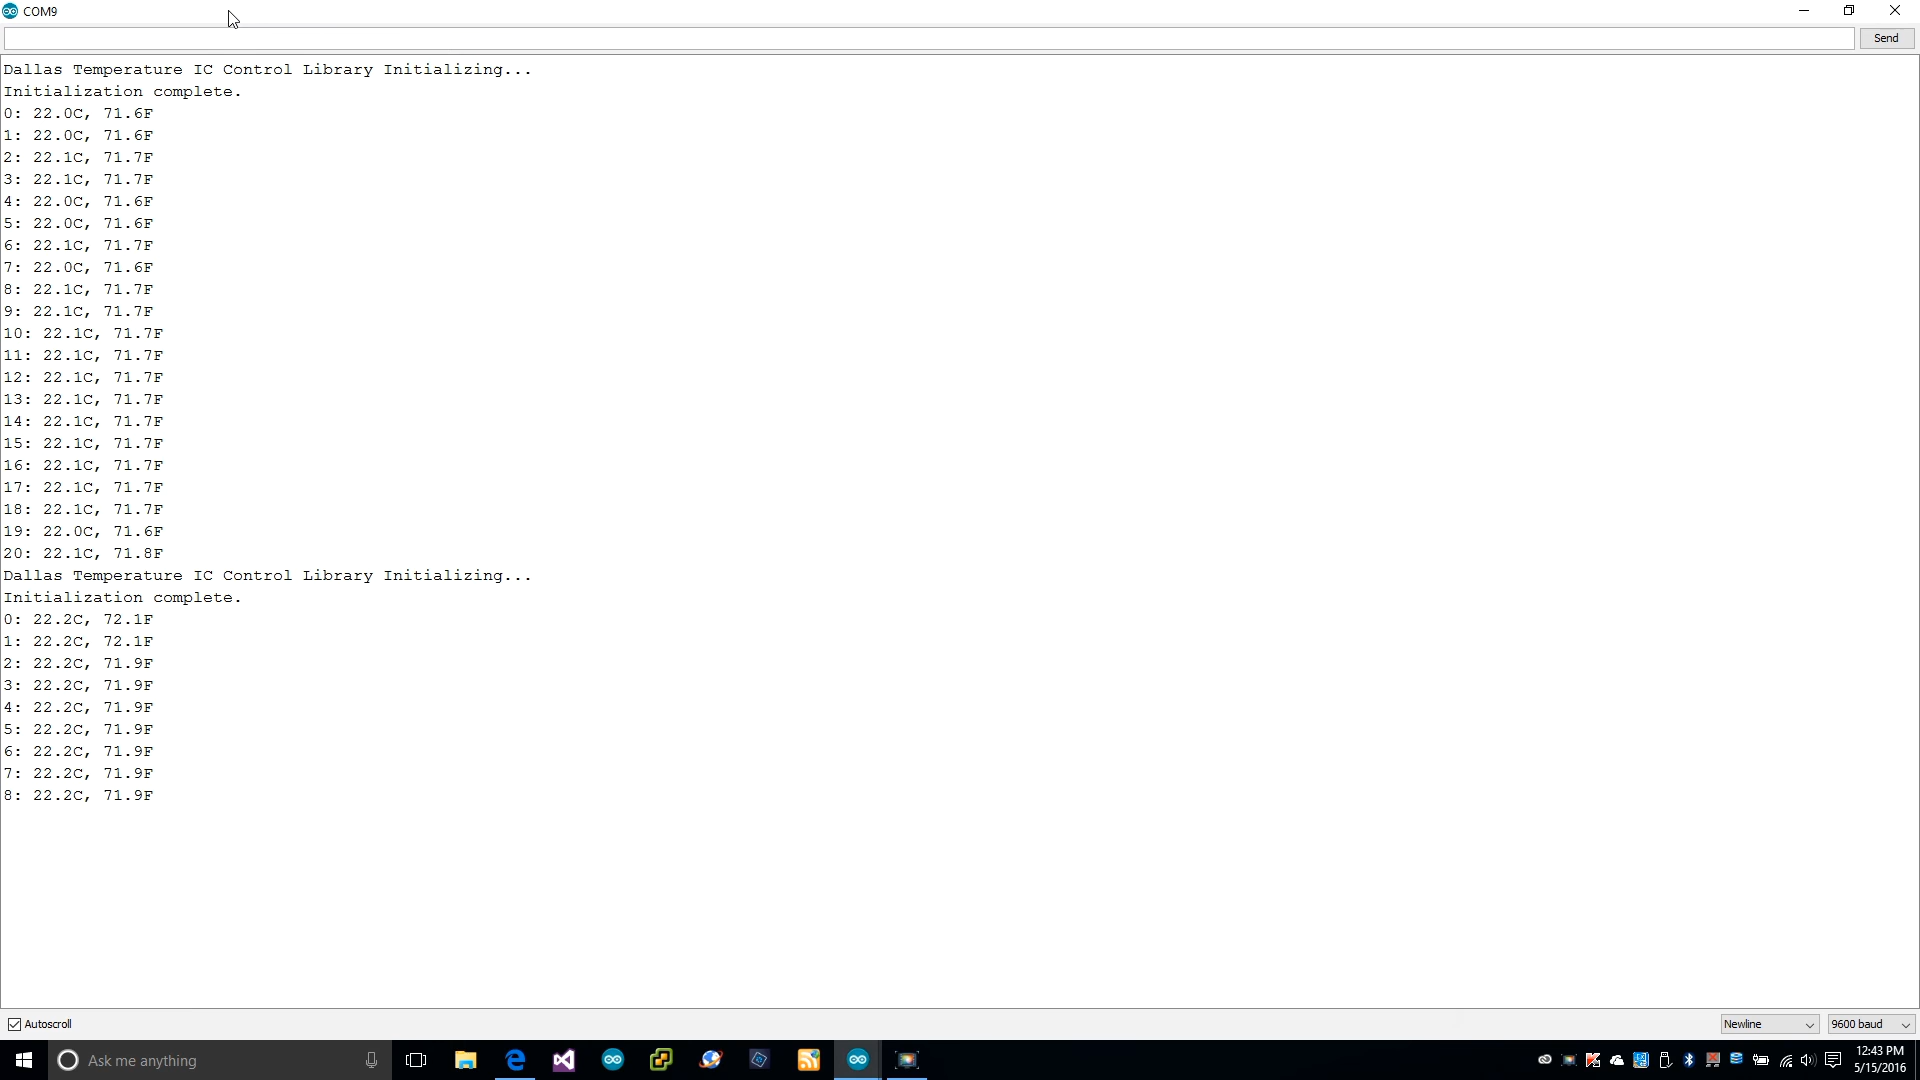 COM9
Send
Dallas Temperature IC Control Library Initializing...
Initialization complete.
0: 22.0C, 71.6F
1: 22.0C, 71.6F
2: 22.1C, 71.7F
3: 22.1C, 71.7F
4: 22.0C, 71.6F
5: 22.0C, 71.6F
6: 22.1C, 71.7F
7: 22.0C, 71.6F
8: 22.1C, 71.7F
9: 22.1C, 71.7F
10: 22.1C, 71.7F
11: 22.1C, 71.7F
12: 22.1C, 71.7F
13: 22.1C, 71.7F
14: 22.1C, 71.7F
15: 22.1C, 71.7F
16: 22.1C, 71.7F
17: 22.1C, 71.7F
18: 22.1C, 71.7F
19: 22.0C, 71.6F
20: 22.1C, 71.8F
Dallas Temperature IC Control Library Initializing...
Initialization complete.
0: 22.2C, 72.1F
1: 22.2C, 72.1F
2: 22.2C, 71.9F
3: 22.2C, 71.9F
4: 22.2C, 71.9F
5: 22.2C, 71.9F
6: 22.2C, 71.9F
7: 22.2C, 71.9F
8: 22.2C, 71.9F
Autoscroll
Newline
9600 baud
Ask me anything
12:43 PM
5/15/2016